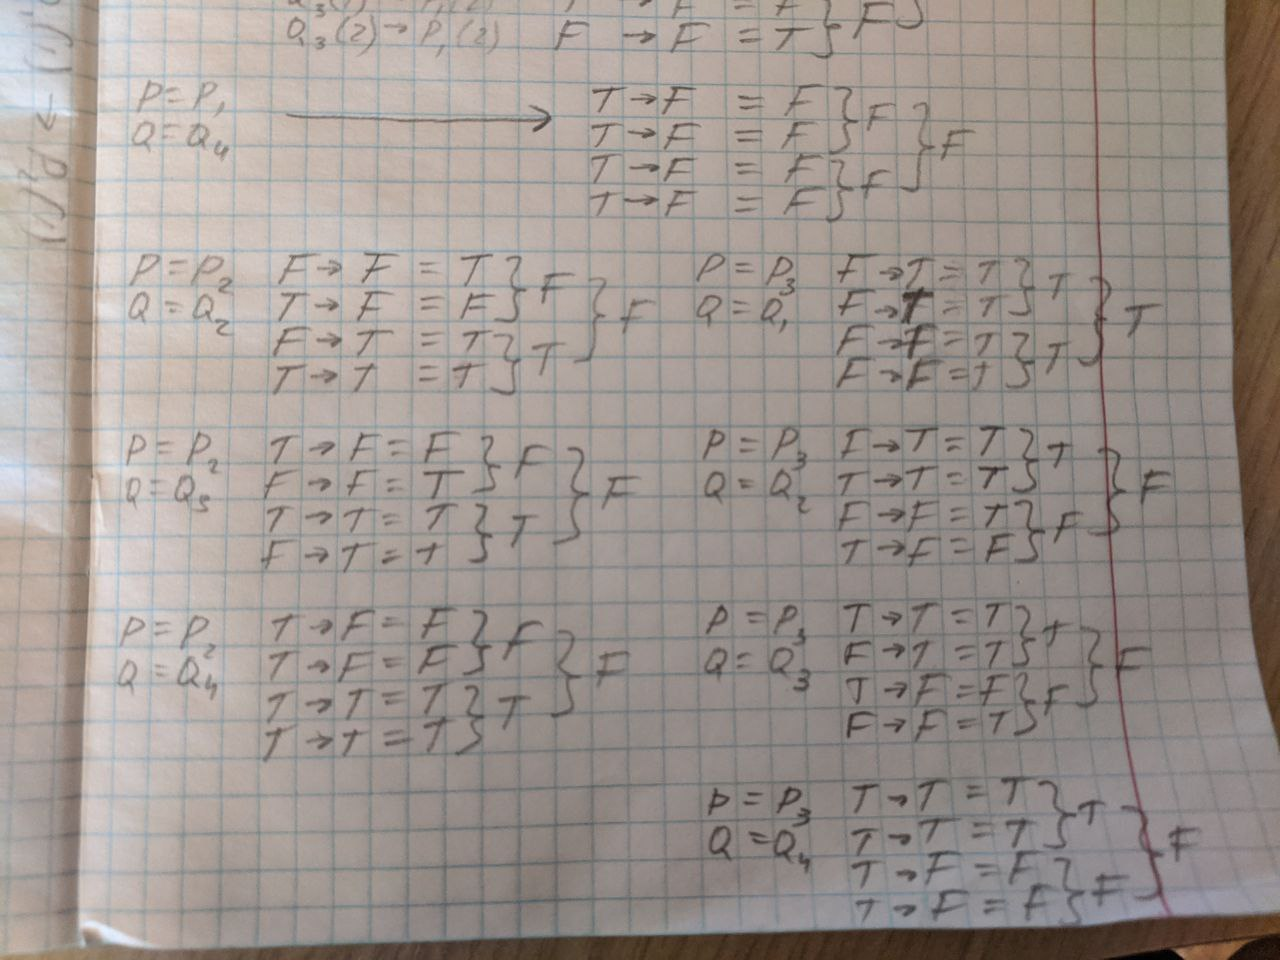 Q3(2) → P1(2) F → F = T } F
P = P1 T → F = F } F } F
Q = Q4 T → F = F
T → F = F } F
T → F = F
P = P2 F → F = T } F } F P = P3 F → T = T } T } T
Q = Q2 T → F = F Q = Q1 F → T = T
F → T = T } T F → F = T } T
T → T = T F → F = T
P = P2 T → F = F } F } F P = P3 F → T = T } T } F
Q = Q3 F → F = T Q = Q2 T → T = T
T → T = T } T F → F = T } F
F → T = T T → F = F
P = P2 T → F = F } F } F P = P3 T → T = T } T } F
Q = Q4 T → F = F Q = Q3 F → T = T
T → T = T } T T → F = F } F
T → T = T F → F = T
P = P3 T → T = T } T } F
Q = Q4 T → T = T
T → F = F } F
T → F = F